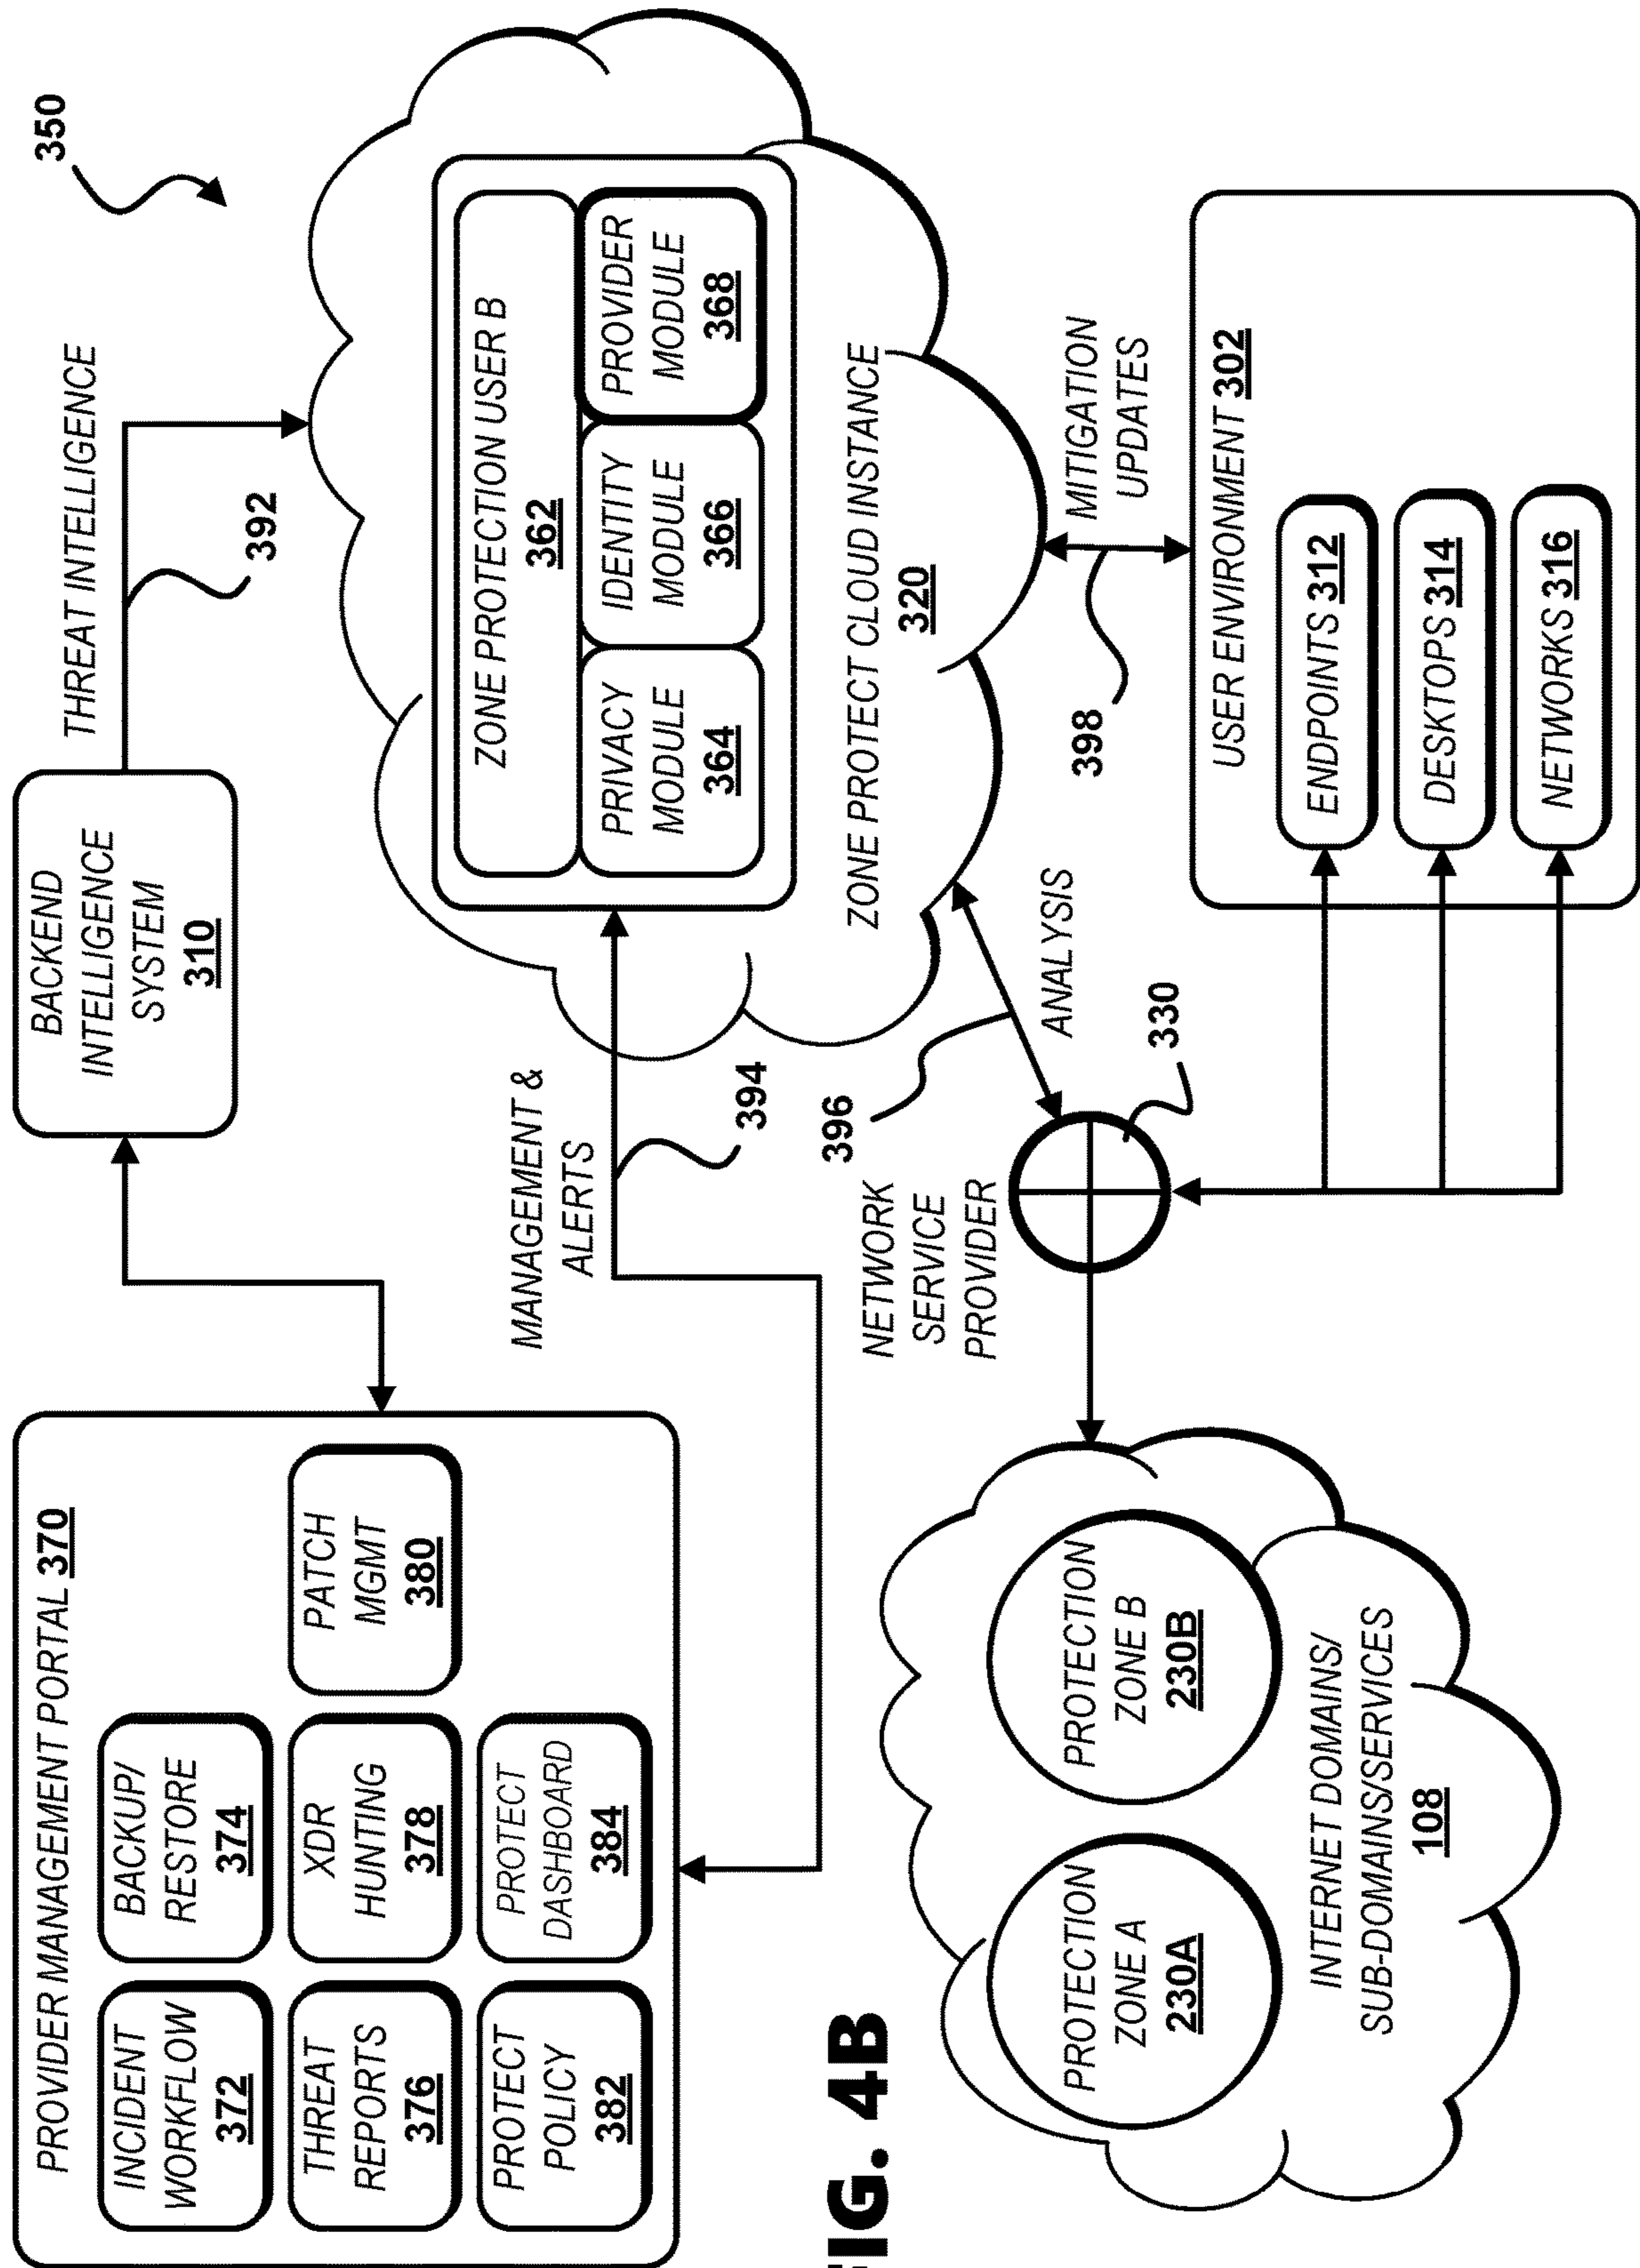 PROVIDER MANAGEMENT PORTAL 370
INCIDENT
WORKFLOW
372
BACKUP/
RESTORE
374
THREAT
REPORTS
376
XDR
HUNTING
378
PATCH
MGMT
380
PROTECT
POLICY
382
PROTECT
DASHBOARD
384
BACKEND
INTELLIGENCE
SYSTEM
310
THREAT INTELLIGENCE
392
350
MANAGEMENT &
ALERTS
394
ZONE PROTECTION USER B
362
PRIVACY
MODULE
364
IDENTITY
MODULE
366
PROVIDER
MODULE
368
ZONE PROTECT CLOUD INSTANCE
320
NETWORK
SERVICE
PROVIDER
396
ANALYSIS
330
398
MITIGATION
UPDATES
USER ENVIRONMENT 302
ENDPOINTS 312
DESKTOPS 314
NETWORKS 316
PROTECTION
ZONE A
230A
PROTECTION
ZONE B
230B
INTERNET DOMAINS/
SUB-DOMAINS/SERVICES
108
FIG. 4B